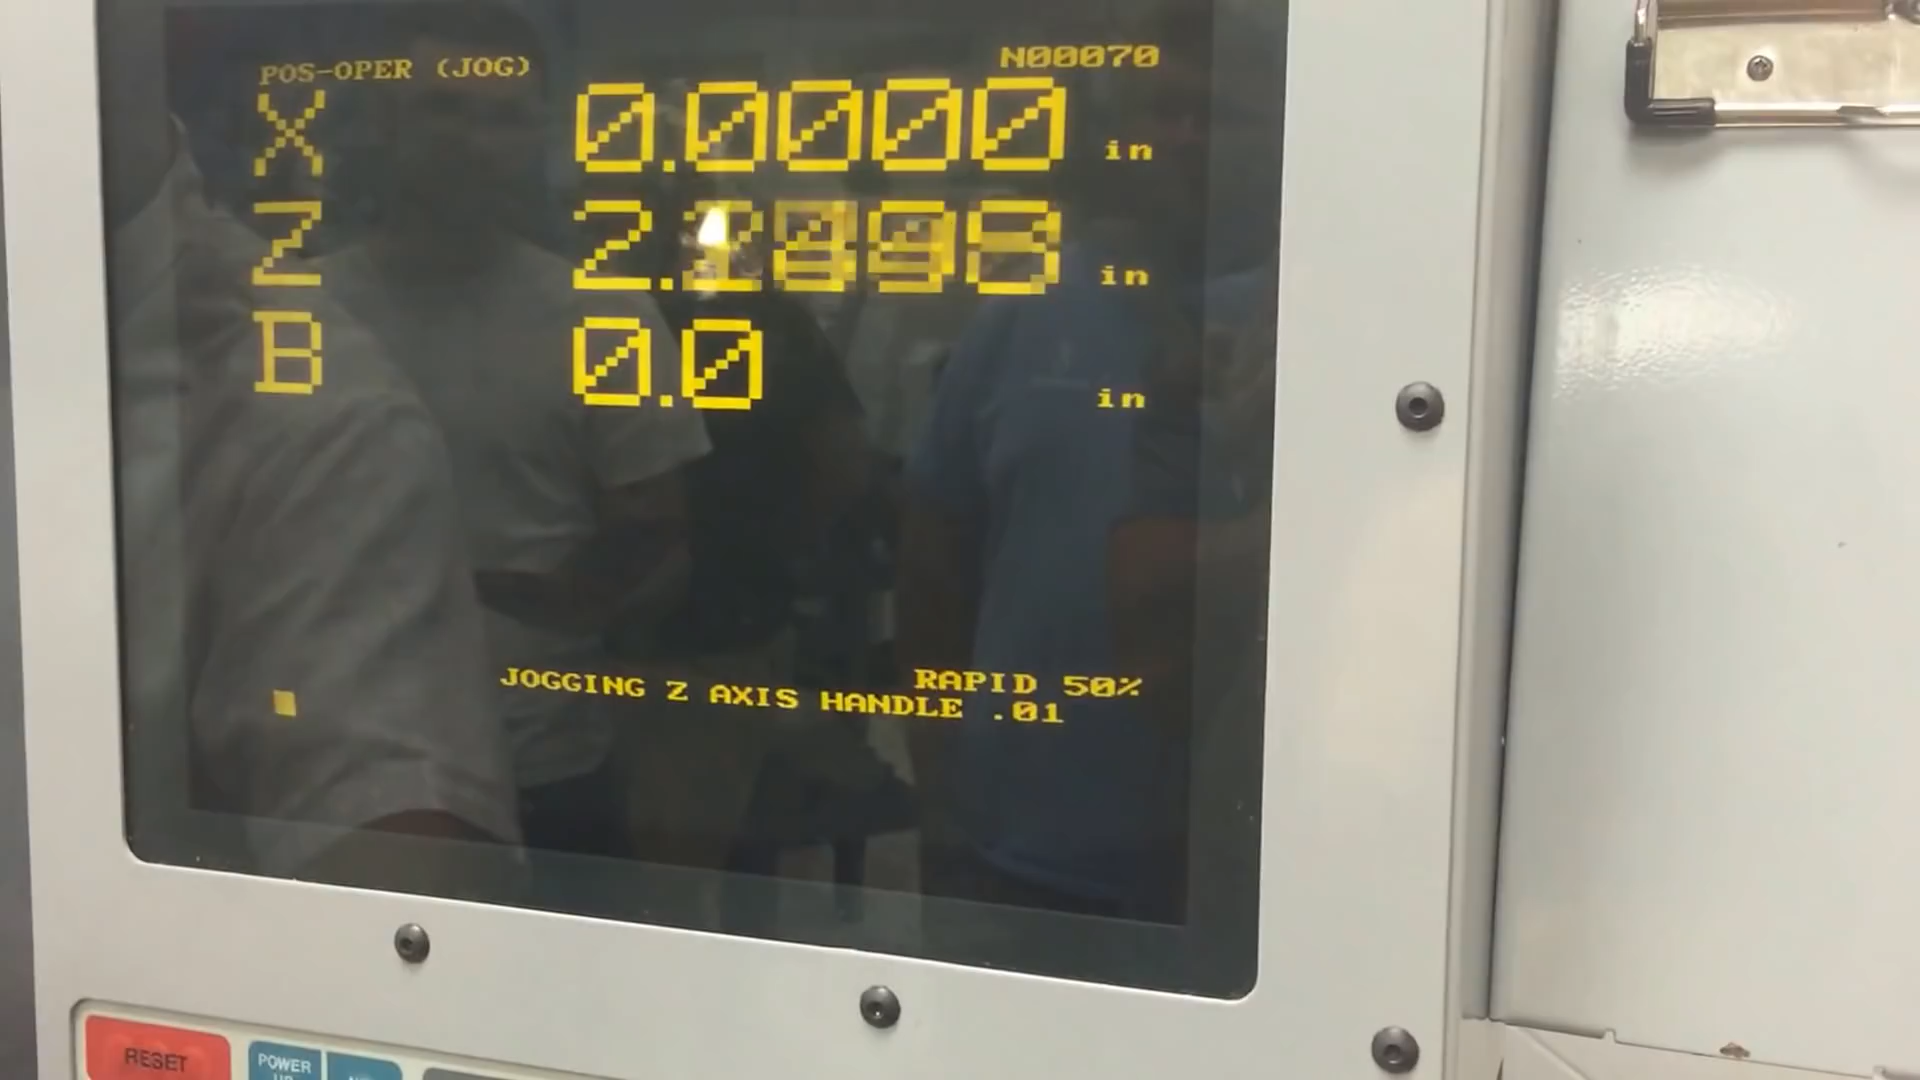 POS-OPER (JOG) N00070
X 0.0000 in
Z in
B 0.0 in
RAPID 50%
JOGGING Z AXIS HANDLE .01
RESET
POWER